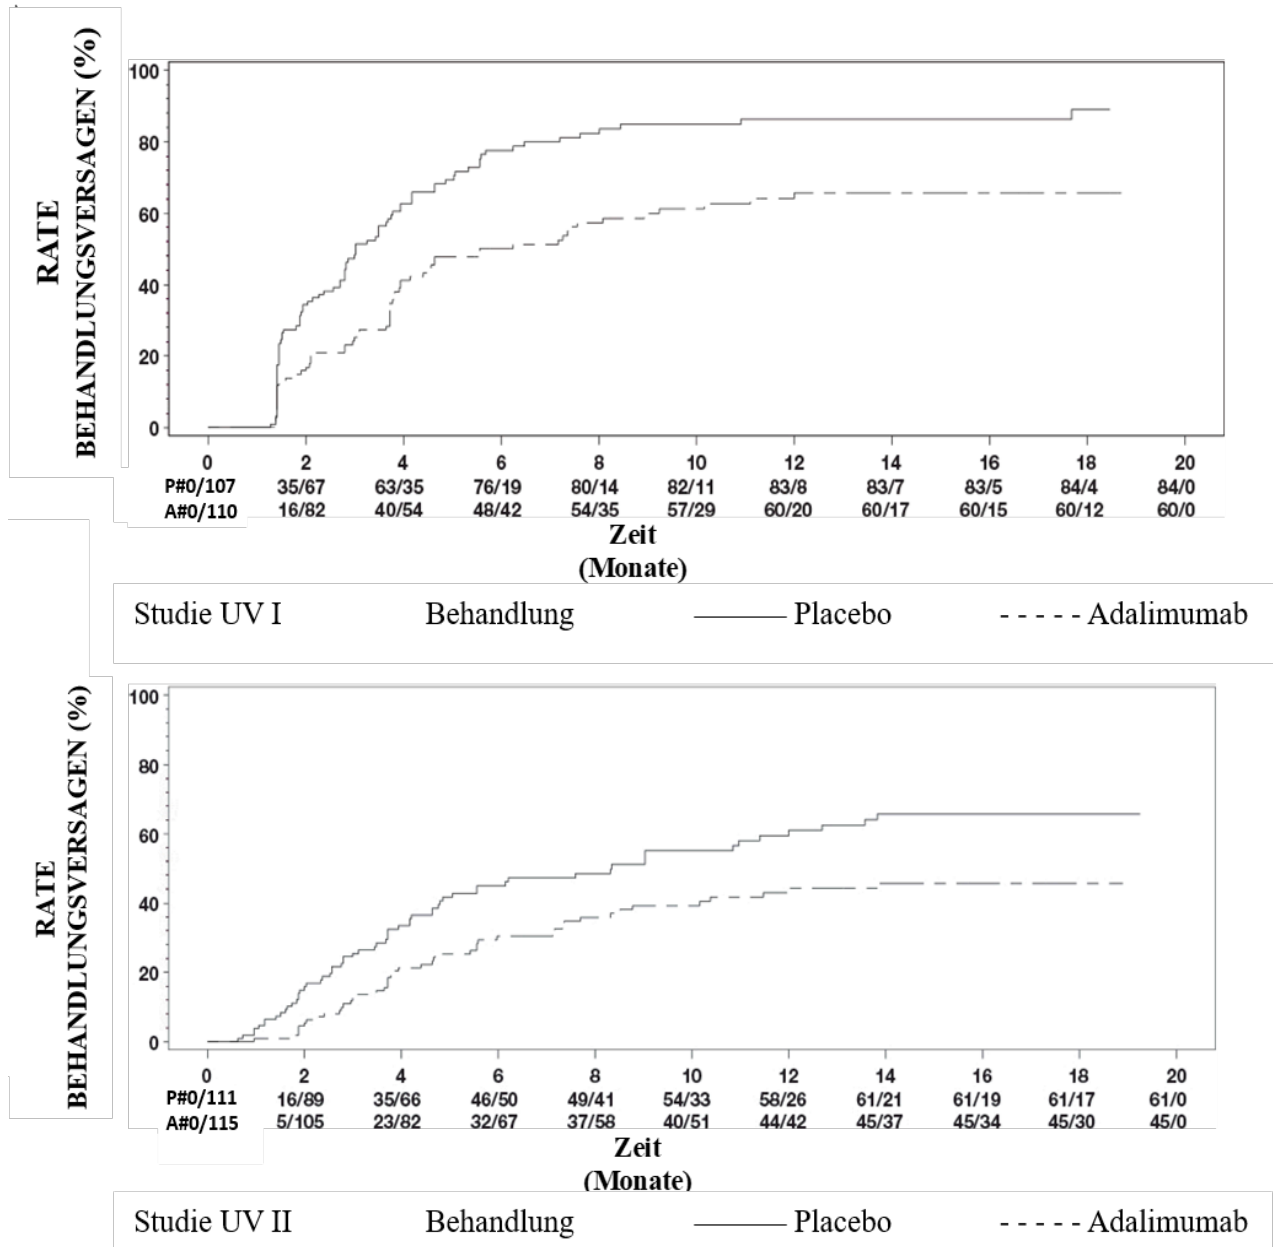 RATE
BEHANDLUNGSVERSAGEN (%)
100
80
60
40
20
0
0 2 4 6 8 10 12 14 16 18 20
P#0/107 35/67 63/35 76/19 80/14 82/11 83/8 83/7 83/5 84/4 84/0
A#0/110 16/82 40/54 48/42 54/35 57/29 60/20 60/17 60/15 60/12 60/0
Zeit
(Monate)
Studie UV I Behandlung Placebo Adalimumab
RATE
BEHANDLUNGSVERSAGEN (%)
100
80
60
40
20
0
0 2 4 6 8 10 12 14 16 18 20
P#0/111 16/89 35/66 46/50 49/41 54/33 58/26 61/21 61/19 61/17 61/0
A#0/115 5/105 23/82 32/67 37/58 40/51 44/42 45/37 45/34 45/30 45/0
Zeit
(Monate)
Studie UV II Behandlung Placebo Adalimumab